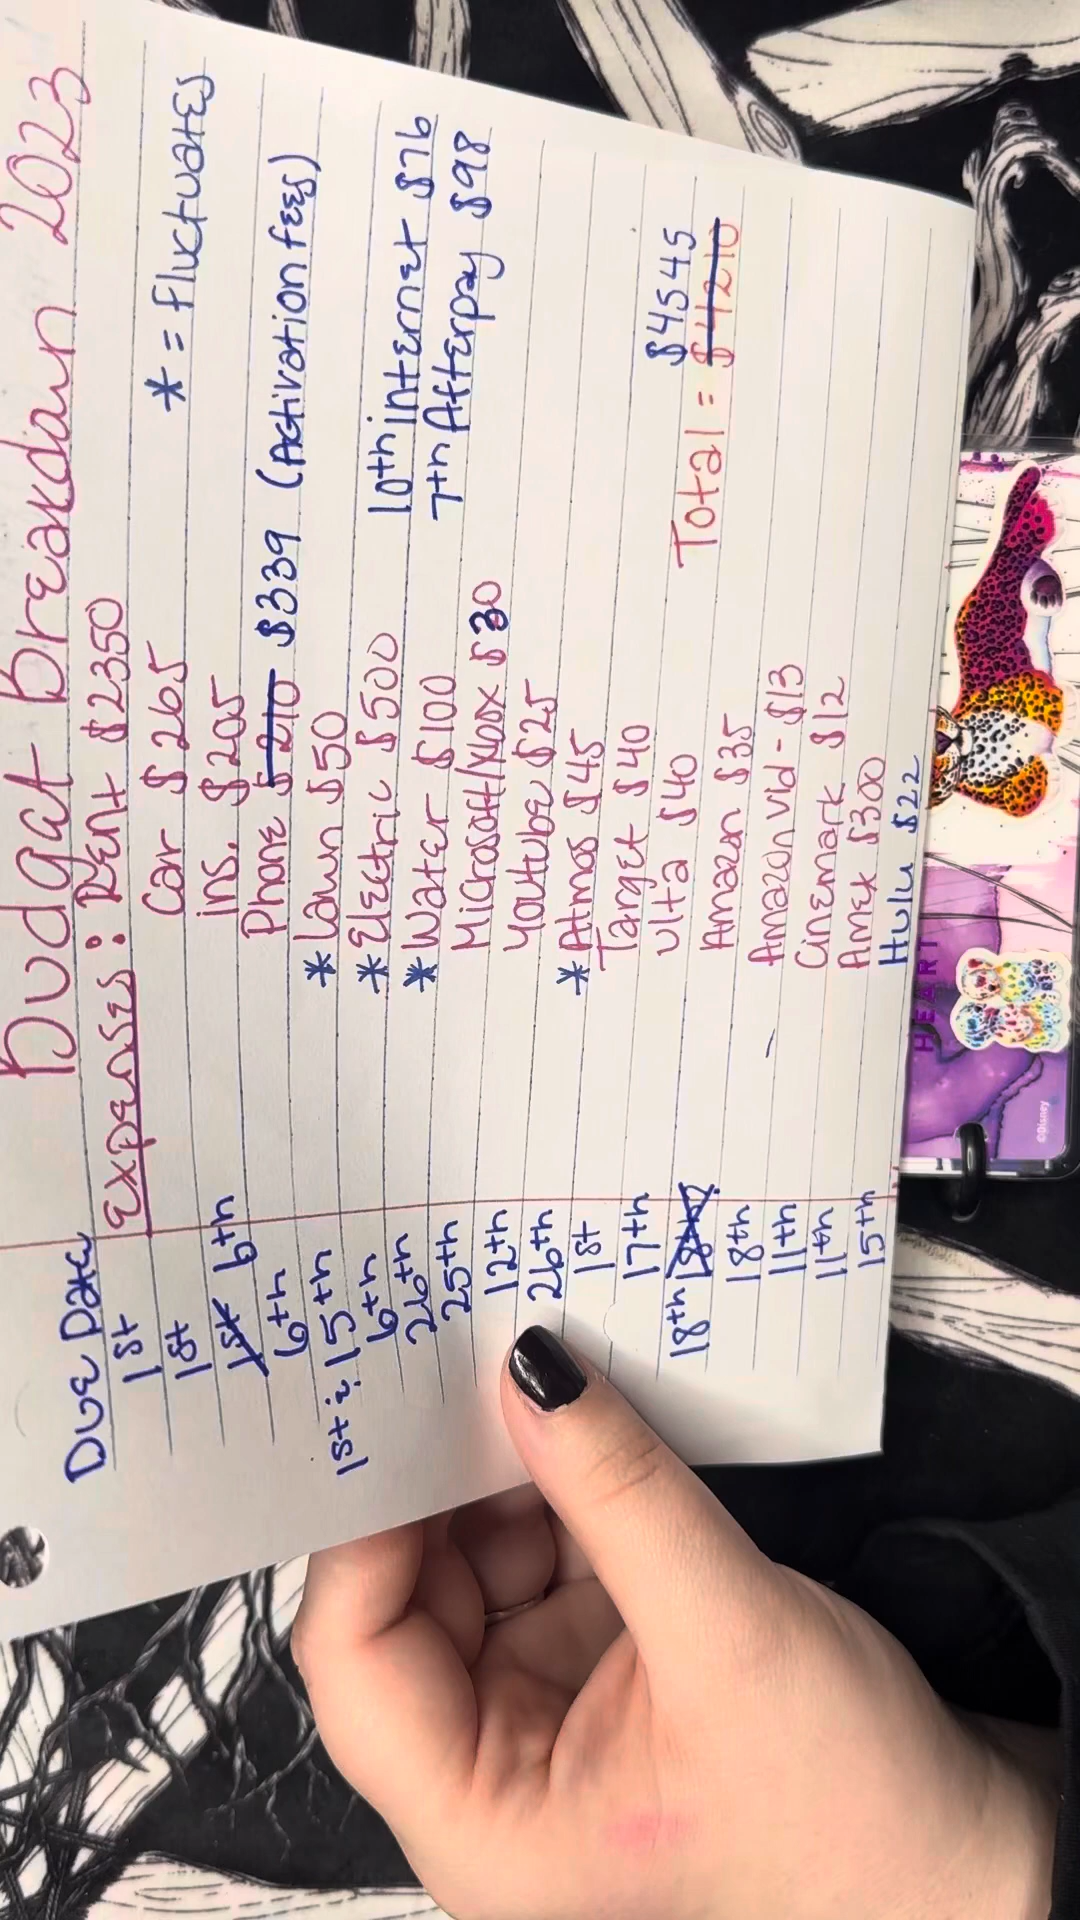 Budget Breakdown 2023
Due Date Expenses: Rent $2350
1st
1st Car $265 * = Fluctuates
1st 6th ins. $205
6th Phone $210 $339 (Activation fees)
1st & 15th * Lawn $50
6th * Electric $500 10th internet $76
26th * Water $100 7th Afterpay $98
25th Microsoft/Xbox $30
12th Youtube $25
26th * Atmos $45
1st Target $40
17th Ulta $40 $4545
18th 18th Amazon $35 Total = $4210
18th Amazon Vid - $13
11th Cinemark $12
11th Amex $300
15th Hulu $22
HEART
©Disney